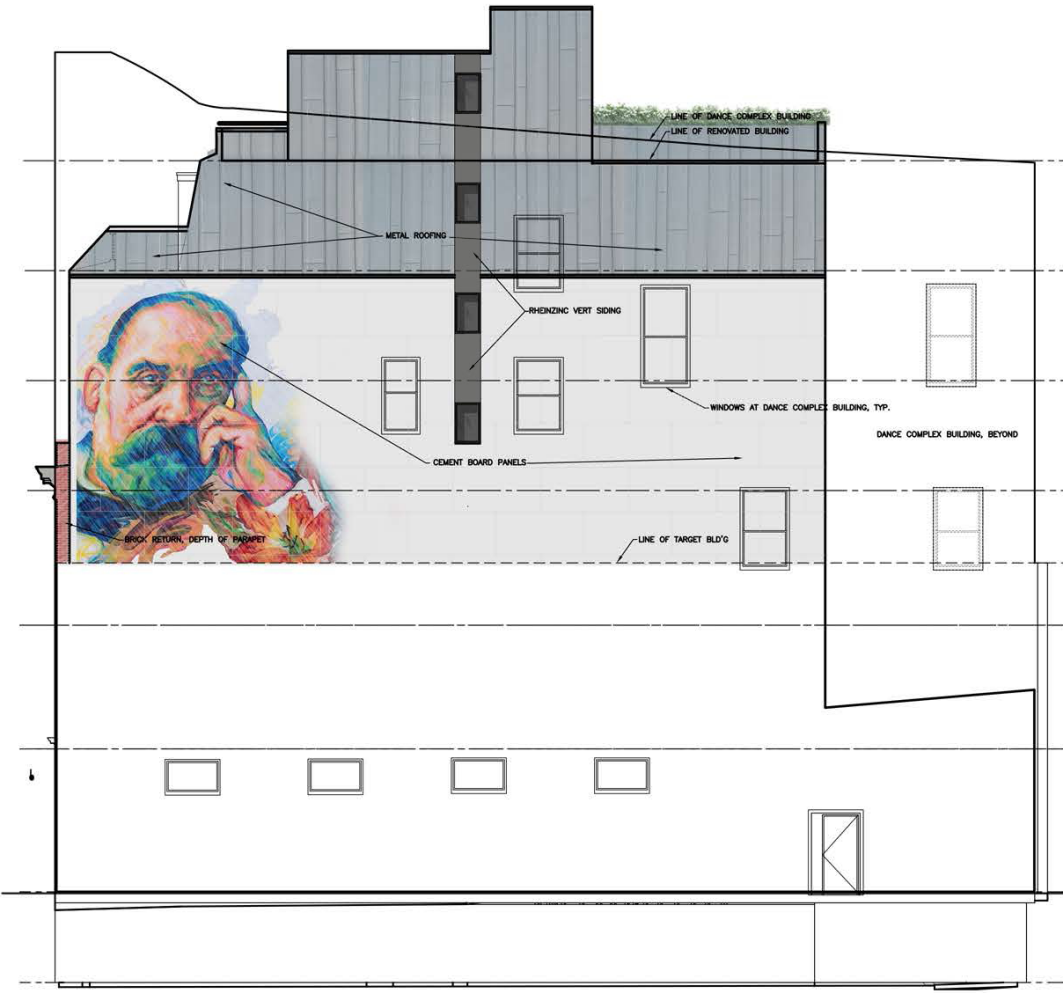 LINE OF DANCE COMPLEX BUILDING
LINE OF RENOVATED BUILDING
METAL ROOFING
RHEINZINC VERT SIDING
WINDOWS AT DANCE COMPLEX BUILDING, TYP.
DANCE COMPLEX BUILDING, BEYOND
CEMENT BOARD PANELS
BRICK RETURN, DEPTH OF PARAPET
LINE OF TARGET BLD'G